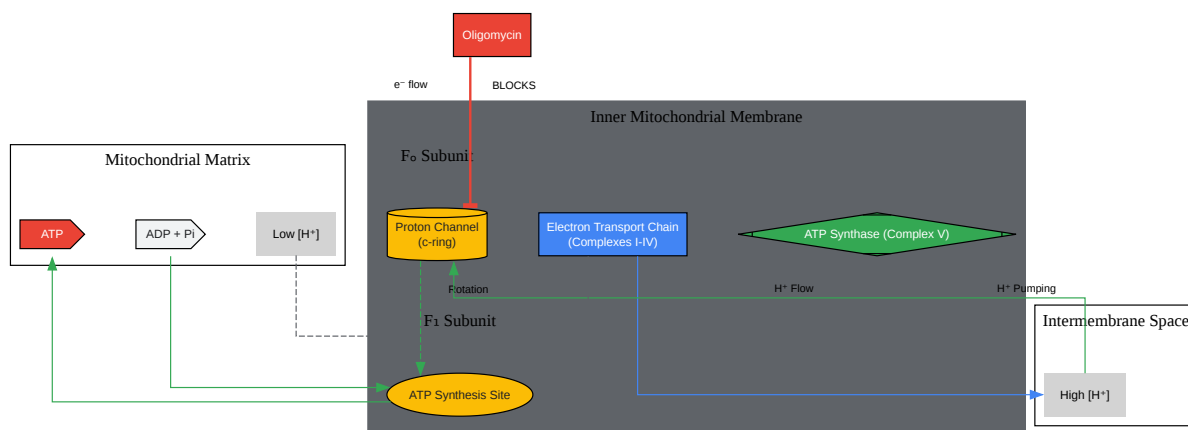 Oligomycin
e⁻ flow
BLOCKS
Inner Mitochondrial Membrane
Mitochondrial Matrix
Fₒ Subunit
ATP
ADP + Pi
Low [H⁺]
Proton Channel
(c-ring)
Electron Transport Chain
(Complexes I-IV)
ATP Synthase (Complex V)
Rotation
H⁺ Flow
H⁺ Pumping
F₁ Subunit
Intermembrane Space
ATP Synthesis Site
High [H⁺]